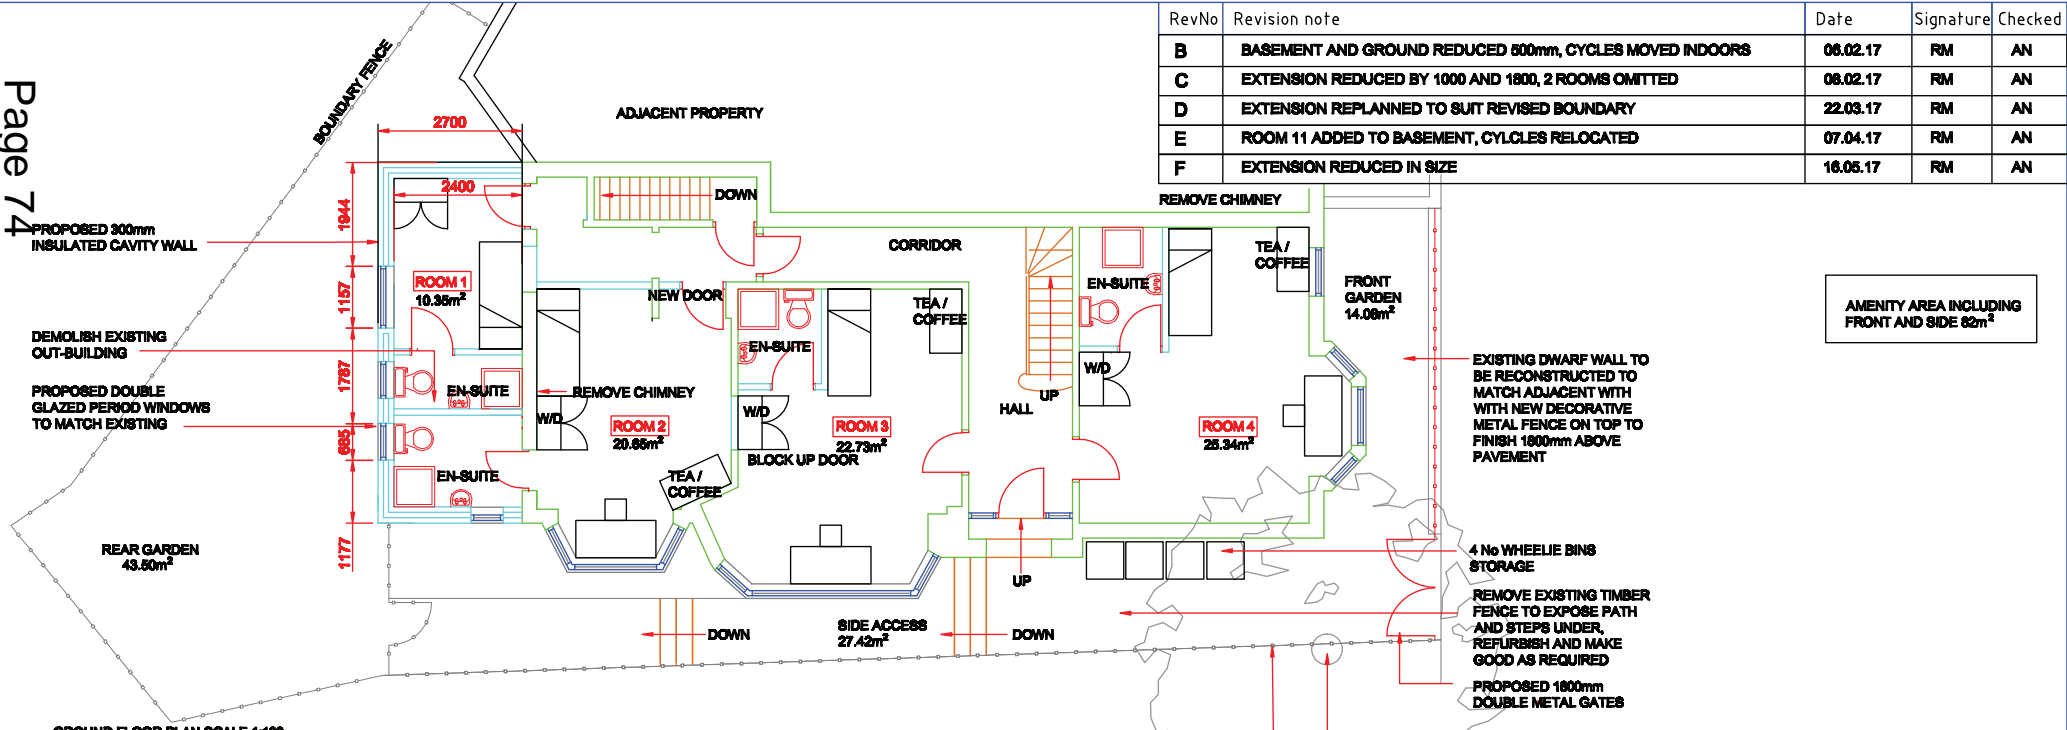 RevNo Revision note Date Signature Checked
B BASEMENT AND GROUND REDUCED 500mm, CYCLES MOVED INDOORS 06.02.17 RM AN
C EXTENSION REDUCED BY 1000 AND 1800, 2 ROOMS OMITTED 08.02.17 RM AN
D EXTENSION REPLANNED TO SUIT REVISED BOUNDARY 22.03.17 RM AN
E ROOM 11 ADDED TO BASEMENT, CYLCLES RELOCATED 07.04.17 RM AN
F EXTENSION REDUCED IN SIZE 16.05.17 RM AN
Page 74
BOUNDARY FENCE
ADJACENT PROPERTY
2700
2400
1944
1157
1787
685
1177
PROPOSED 300mm
INSULATED CAVITY WALL
DEMOLISH EXISTING
OUT-BUILDING
PROPOSED DOUBLE
GLAZED PERIOD WINDOWS
TO MATCH EXISTING
REAR GARDEN
43.50m²
ROOM 1
10.35m²
EN-SUITE
EN-SUITE
DOWN
CORRIDOR
NEW DOOR
REMOVE CHIMNEY
W/D
ROOM 2
20.65m²
TEA /
COFFEE
EN-SUITE
W/D
TEA /
COFFEE
ROOM 3
22.73m²
BLOCK UP DOOR
HALL
UP
UP
REMOVE CHIMNEY
EN-SUITE
W/D
TEA /
COFFEE
ROOM 4
25.34m²
FRONT
GARDEN
14.08m²
AMENITY AREA INCLUDING
FRONT AND SIDE 82m²
EXISTING DWARF WALL TO
BE RECONSTRUCTED TO
MATCH ADJACENT WITH
WITH NEW DECORATIVE
METAL FENCE ON TOP TO
FINISH 1800mm ABOVE
PAVEMENT
4 No WHEELIE BINS
STORAGE
REMOVE EXISTING TIMBER
FENCE TO EXPOSE PATH
AND STEPS UNDER,
REFURBISH AND MAKE
GOOD AS REQUIRED
PROPOSED 1800mm
DOUBLE METAL GATES
DOWN
SIDE ACCESS
27.42m²
DOWN
GROUND FLOOR PLAN SCALE 1:100